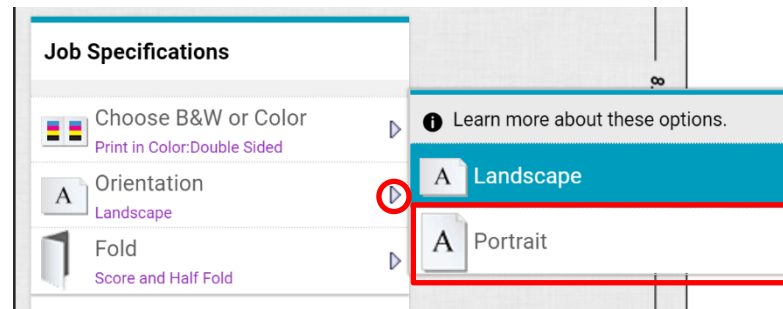 Job Specifications
8.
Choose B&W or Color
Print in Color:Double Sided
Learn more about these options.
A Orientation
Landscape
A Landscape
Fold
Score and Half Fold
A Portrait